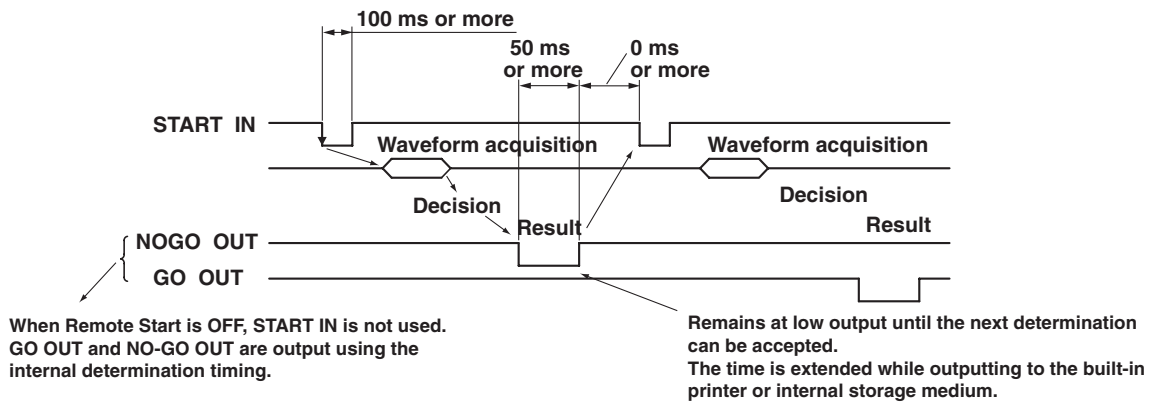 100 ms or more
50 ms
or more
0 ms
or more
START IN
Waveform acquisition
Waveform acquisition
Decision
Decision
Result
Result
NOGO OUT
GO OUT
When Remote Start is OFF, START IN is not used.
GO OUT and NO-GO OUT are output using the
internal determination timing.
Remains at low output until the next determination
can be accepted.
The time is extended while outputting to the built-in
printer or internal storage medium.